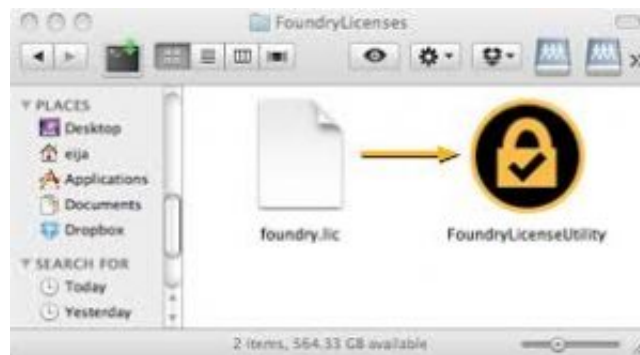 FoundryLicenses
PLACES
Desktop
eija
Applications
Documents
Dropbox
SEARCH FOR
Today
Yesterday
foundry.lic
FoundryLicenseUtility
2 items, 564.33 GB available